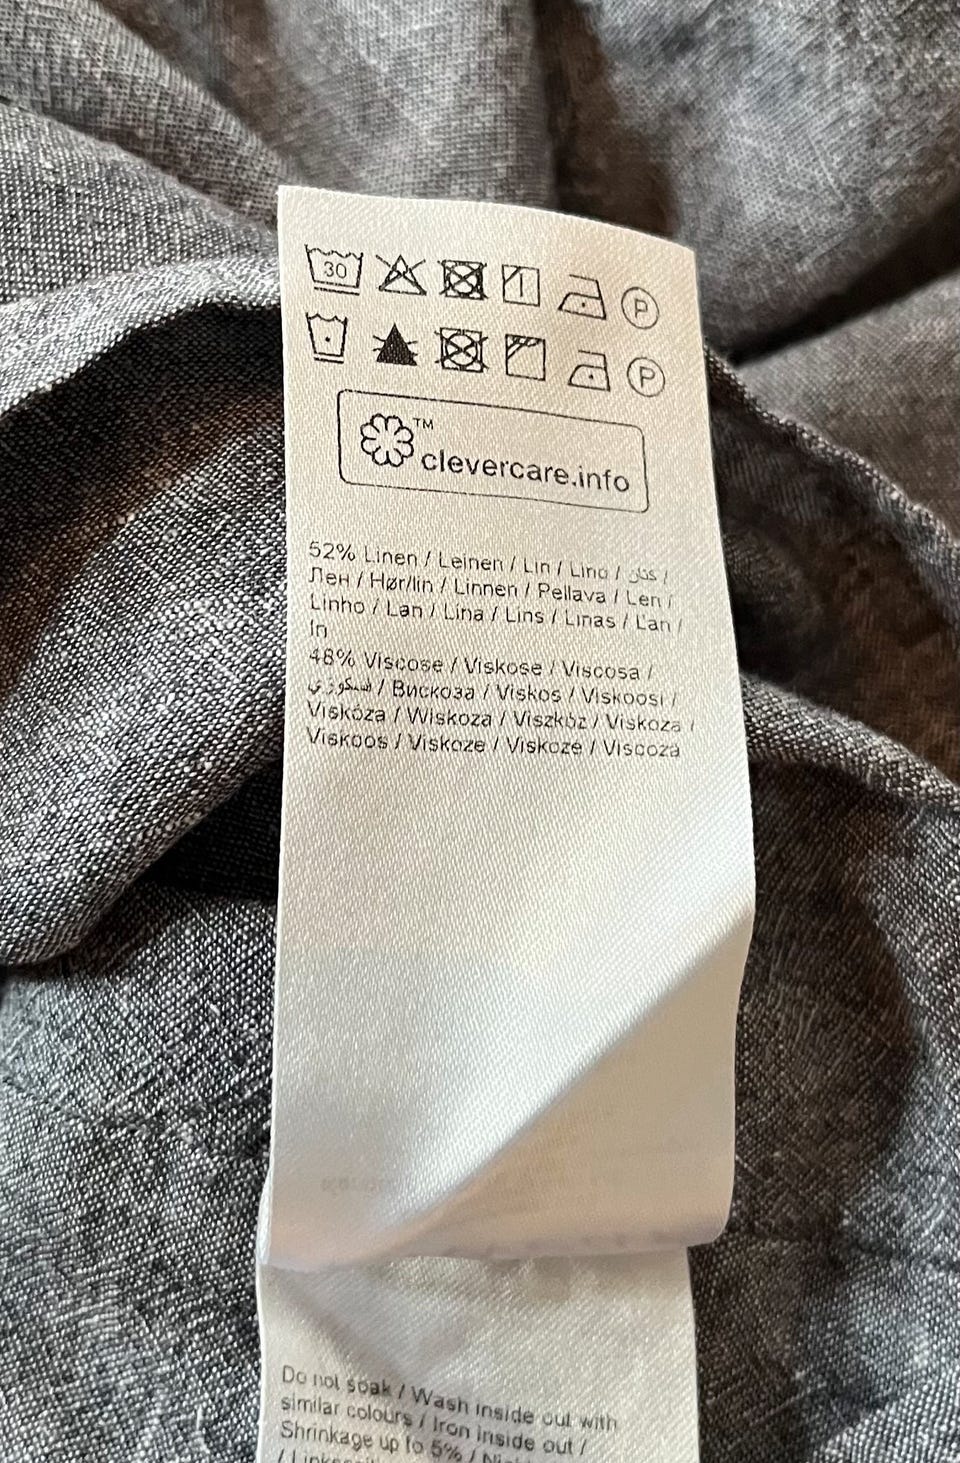 30
P
P
TM
clevercare.info
52% Linen / Leinen / Lin / Lino / كتان /
Лен / Hør/lin / Linnen / Pellava / Len /
Linho / Lan / Lina / Lins / Linas / Ľan /
In
48% Viscose / Viskose / Viscosa /
فسكوزي / Вискоза / Viskos / Viskoosi /
Viskóza / Wiskoza / Viszkóz / Viskoza /
Viskoos / Viskoze / Viskoze / Viscoza
Do not soak / Wash inside out with
similar colours / Iron inside out /
Shrinkage up to 5% /